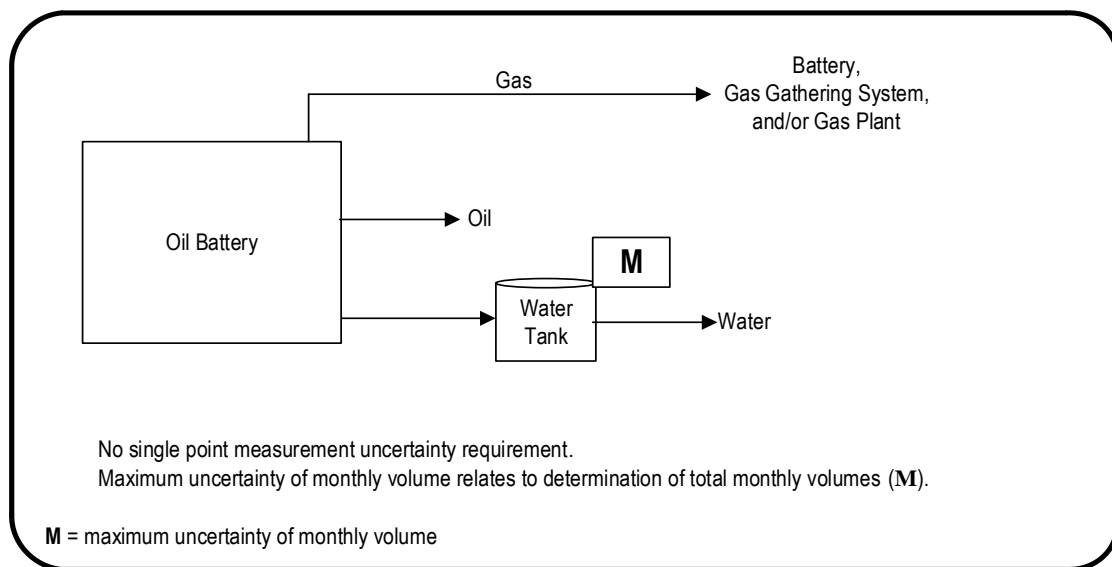 Gas
Battery,
Gas Gathering System,
and/or Gas Plant
Oil Battery
Oil
M
Water
Tank
Water
No single point measurement uncertainty requirement.
Maximum uncertainty of monthly volume relates to determination of total monthly volumes (M).
M = maximum uncertainty of monthly volume